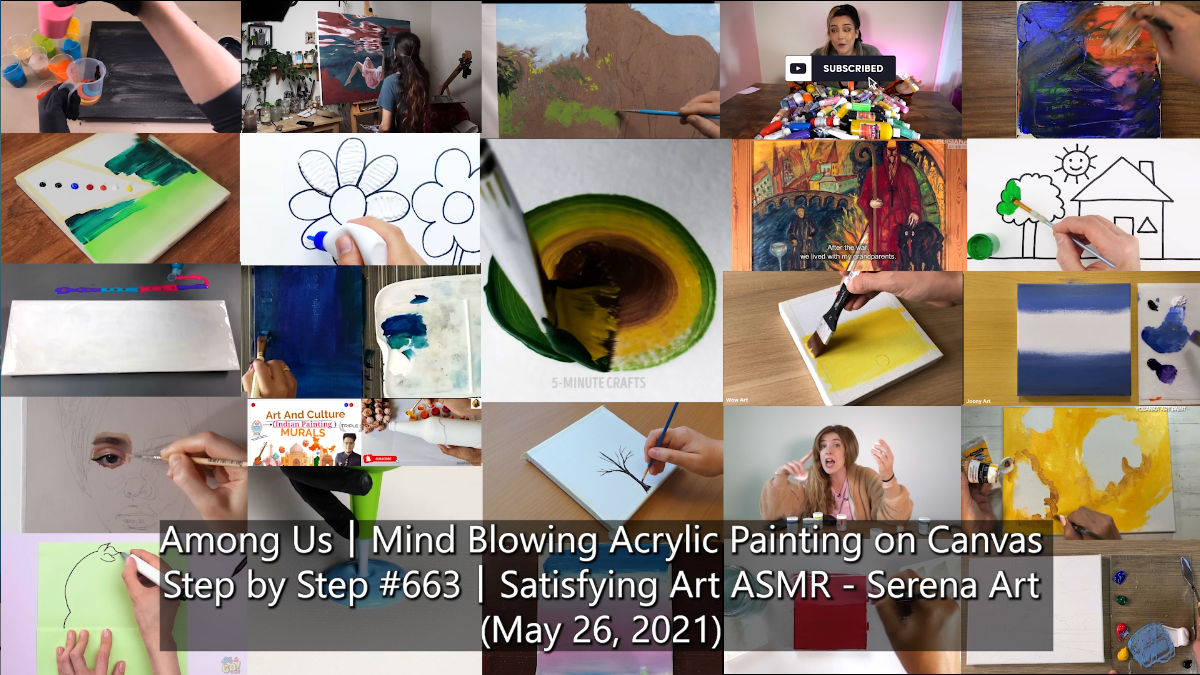 SUBSCRIBED
After the war,
we lived with my grandparents.
5-MINUTE CRAFTS
Wow Art
Joony Art
Art And Culture
(Indian Painting)
MURALS
Among Us | Mind Blowing Acrylic Painting on Canvas
Step by Step #663 | Satisfying Art ASMR - Serena Art
(May 26, 2021)